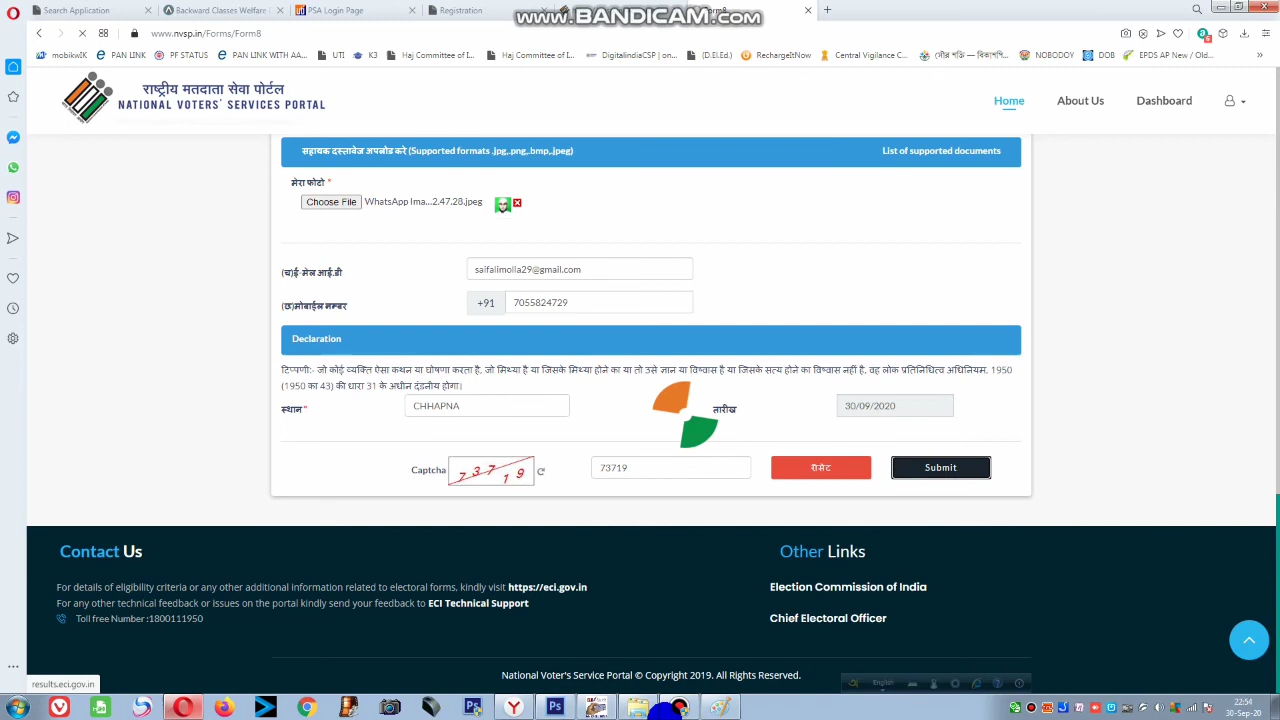 Search Application
Backward Classes Welfare
PSA Login Page
Registration
www.BANDICAM.com
www.nvsp.in/Forms/Form8
mobikwIK
PAN LINK
PF STATUS
PAN LINK WITH AA...
UTI
K3
Haj Committee of I...
Haj Committee of I...
DigitalindiaCSP | on...
(D.El.Ed.)
RechargeItNow
Central Vigilance C...
NOBODOY
DOB
EPDS AP New / Old...
राष्ट्रीय मतदाता सेवा पोर्टल
NATIONAL VOTERS' SERVICES PORTAL
Home
About Us
Dashboard
सहायक दस्तावेज अपलोड करे (Supported formats .jpg,.png,.bmp,.jpeg)
List of supported documents
मेरा फोटो *
Choose File WhatsApp Ima...2.47.28.jpeg
(च)ई-मेल आई.डी
saifalimolla29@gmail.com
(छ)मोबाईल नम्बर
+91 7055824729
Declaration
टिप्पणी:- जो कोई व्यक्ति ऐसा कथन या घोषणा करता है, जो मिथ्या है या जिसके मिथ्या होने का या तो उसे ज्ञान या विश्वास है या जिसके सत्य होने का विश्वास नहीं है, वह लोक प्रतिनिधित्व अधिनियम, 1950
(1950 का 43) की धारा 31 के अधीन दंडनीय होगा।
स्थान *
CHHAPNA
तारीख
30/09/2020
Captcha
73719
73719
रीसेट
Submit
Contact Us
Other Links
For details of eligibility criteria or any other additional information related to electoral forms, kindly visit https://eci.gov.in
Election Commission of India
For any other technical feedback or issues on the portal kindly send your feedback to ECI Technical Support
Toll free Number :1800111950
Chief Electoral Officer
National Voter's Service Portal © Copyright 2019. All Rights Reserved.
results.eci.gov.in
English
22:54
30-Sep-20